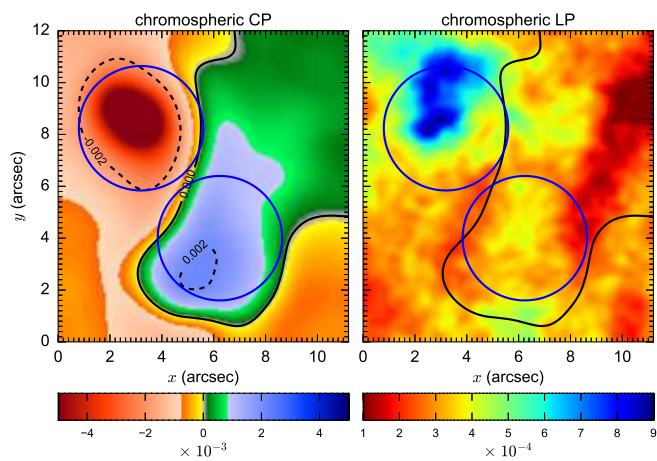 chromospheric CP chromospheric LP
12
10
8
6
4
2
0
y (arcsec)
-0.002
0.000
0.002
0 2 4 6 8 10 0 2 4 6 8 10
x (arcsec) x (arcsec)
−4 −2 0 2 4 1 2 3 4 5 6 7 8 9
× 10⁻³ × 10⁻⁴